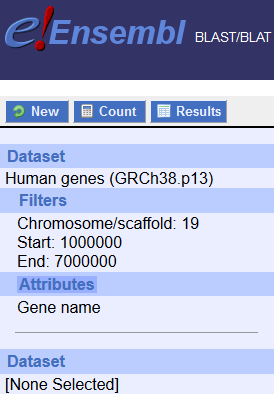 e!Ensembl BLAST/BLAT
New Count Results
Dataset
Human genes (GRCh38.p13)
Filters
Chromosome/scaffold: 19
Start: 1000000
End: 7000000
Attributes
Gene name
Dataset
[None Selected]